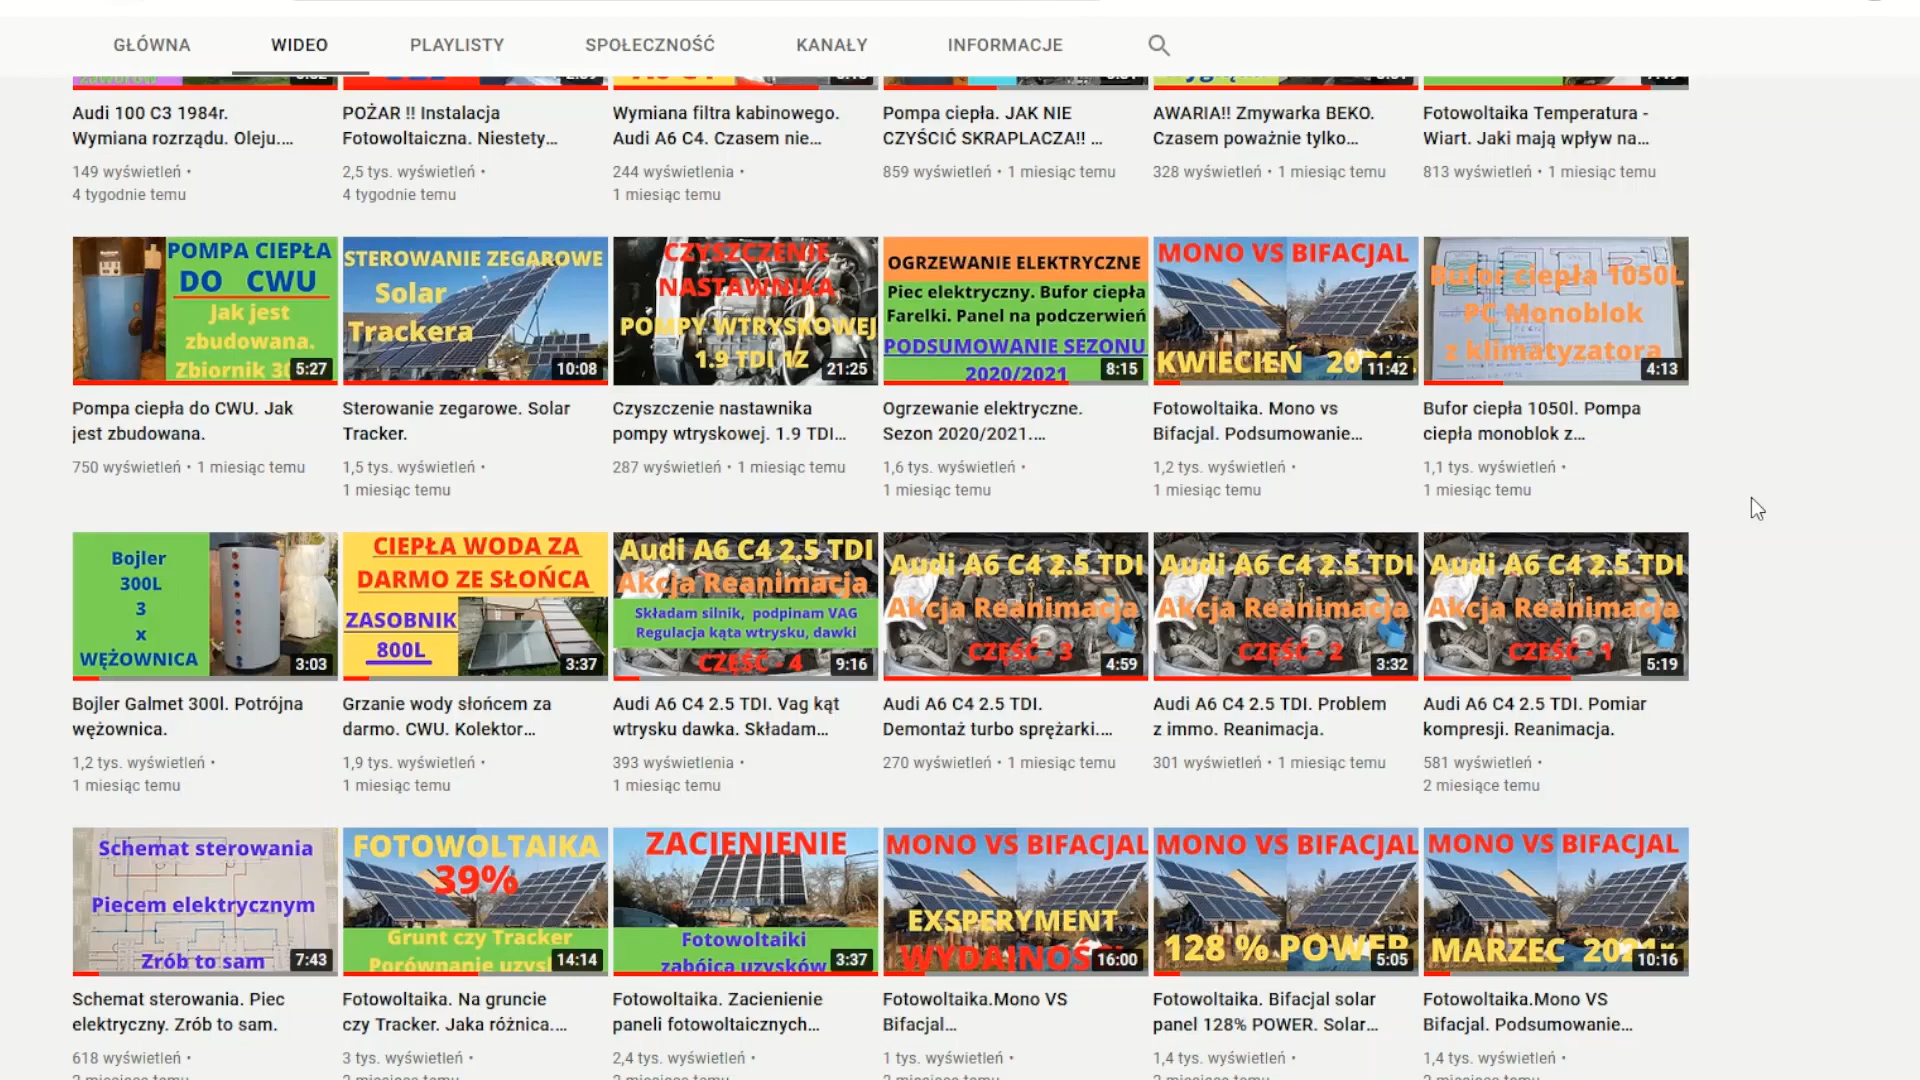 GŁÓWNA WIDEO PLAYLISTY SPOŁECZNOŚĆ KANAŁY INFORMACJE
Audi 100 C3 1984r.
Wymiana rozrządu. Oleju....
149 wyświetleń •
4 tygodnie temu
POŻAR !! Instalacja
Fotowoltaiczna. Niestety...
2,5 tys. wyświetleń •
4 tygodnie temu
Wymiana filtra kabinowego.
Audi A6 C4. Czasem nie...
244 wyświetlenia •
1 miesiąc temu
Pompa ciepła. JAK NIE
CZYŚCIĆ SKRAPLACZA!! ...
859 wyświetleń • 1 miesiąc temu
AWARIA!! Zmywarka BEKO.
Czasem poważnie tylko...
328 wyświetleń • 1 miesiąc temu
Fotowoltaika Temperatura -
Wiart. Jaki mają wpływ na...
813 wyświetleń • 1 miesiąc temu
POMPA CIEPŁA
DO CWU
Jak jest
zbudowana.
Zbiornik 30
5:27
Pompa ciepła do CWU. Jak
jest zbudowana.
750 wyświetleń • 1 miesiąc temu
STEROWANIE ZEGAROWE
Solar
Trackera
10:08
Sterowanie zegarowe. Solar
Tracker.
1,5 tys. wyświetleń •
1 miesiąc temu
CZYSZCZENIE
NASTAWNIKA
POMPY WTRYSKOWEJ
1.9 TDI 1Z
21:25
Czyszczenie nastawnika
pompy wtryskowej. 1.9 TDI...
287 wyświetleń • 1 miesiąc temu
OGRZEWANIE ELEKTRYCZNE
Piec elektryczny. Bufor ciepła
Farelki. Panel na podczerwień
PODSUMOWANIE SEZONU
2020/2021
8:15
Ogrzewanie elektryczne.
Sezon 2020/2021....
1,6 tys. wyświetleń •
1 miesiąc temu
MONO VS BIFACJAL
KWIECIEŃ 2021r.
11:42
Fotowoltaika. Mono vs
Bifacjal. Podsumowanie...
1,2 tys. wyświetleń •
1 miesiąc temu
Bufor ciepła 1050L
PC Monoblok
z klimatyzatora
4:13
Bufor ciepła 1050l. Pompa
ciepła monoblok z...
1,1 tys. wyświetleń •
1 miesiąc temu
Bojler
300L
3
x
WĘŻOWNICA
3:03
Bojler Galmet 300l. Potrójna
wężownica.
1,2 tys. wyświetleń •
1 miesiąc temu
CIEPŁA WODA ZA
DARMO ZE SŁOŃCA
ZASOBNIK
800L
3:37
Grzanie wody słońcem za
darmo. CWU. Kolektor...
1,9 tys. wyświetleń •
1 miesiąc temu
Audi A6 C4 2.5 TDI
Akcja Reanimacja
Składam silnik, podpinam VAG
Regulacja kąta wtrysku, dawki
CZĘŚĆ - 4
9:16
Audi A6 C4 2.5 TDI. Vag kąt
wtrysku dawka. Składam...
393 wyświetlenia •
1 miesiąc temu
Audi A6 C4 2.5 TDI
Akcja Reanimacja
CZĘŚĆ - 3
4:59
Audi A6 C4 2.5 TDI.
Demontaż turbo sprężarki....
270 wyświetleń • 1 miesiąc temu
Audi A6 C4 2.5 TDI
Akcja Reanimacja
CZĘŚĆ - 2
3:32
Audi A6 C4 2.5 TDI. Problem
z immo. Reanimacja.
301 wyświetleń • 1 miesiąc temu
Audi A6 C4 2.5 TDI
Akcja Reanimacja
CZĘŚĆ - 1
5:19
Audi A6 C4 2.5 TDI. Pomiar
kompresji. Reanimacja.
581 wyświetleń •
2 miesiące temu
Schemat sterowania
Piecem elektrycznym
Zrób to sam
7:43
Schemat sterowania. Piec
elektryczny. Zrób to sam.
618 wyświetleń •
FOTOWOLTAIKA
39%
Grunt czy Tracker
Porównanie uzys
14:14
Fotowoltaika. Na gruncie
czy Tracker. Jaka różnica....
3 tys. wyświetleń •
ZACIENIENIE
Fotowoltaiki
zabójca uzysków
3:37
Fotowoltaika. Zacienienie
paneli fotowoltaicznych...
2,4 tys. wyświetleń •
MONO VS BIFACJAL
EXSPERYMENT
WYDAJNOŚ
16:00
Fotowoltaika.Mono VS
Bifacjal...
1 tys. wyświetleń •
MONO VS BIFACJAL
128 % POWER
5:05
Fotowoltaika. Bifacjal solar
panel 128% POWER. Solar...
1,4 tys. wyświetleń •
MONO VS BIFACJAL
MARZEC 2021r.
10:16
Fotowoltaika.Mono VS
Bifacjal. Podsumowanie...
1,4 tys. wyświetleń •